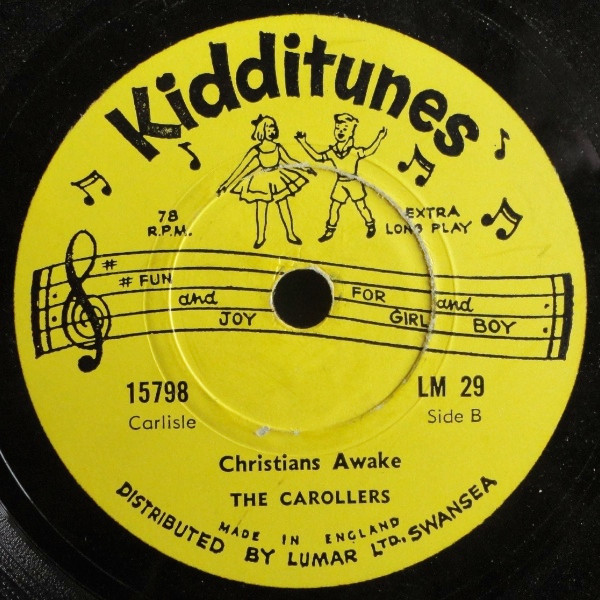 Kidditunes
78
R.P.M.
EXTRA
LONG PLAY
FUN
and
JOY
FOR
GIRL
and
BOY
15798
Carlisle
LM 29
Side B
Christians Awake
THE CAROLLERS
MADE IN ENGLAND
DISTRIBUTED BY LUMAR LTD., SWANSEA